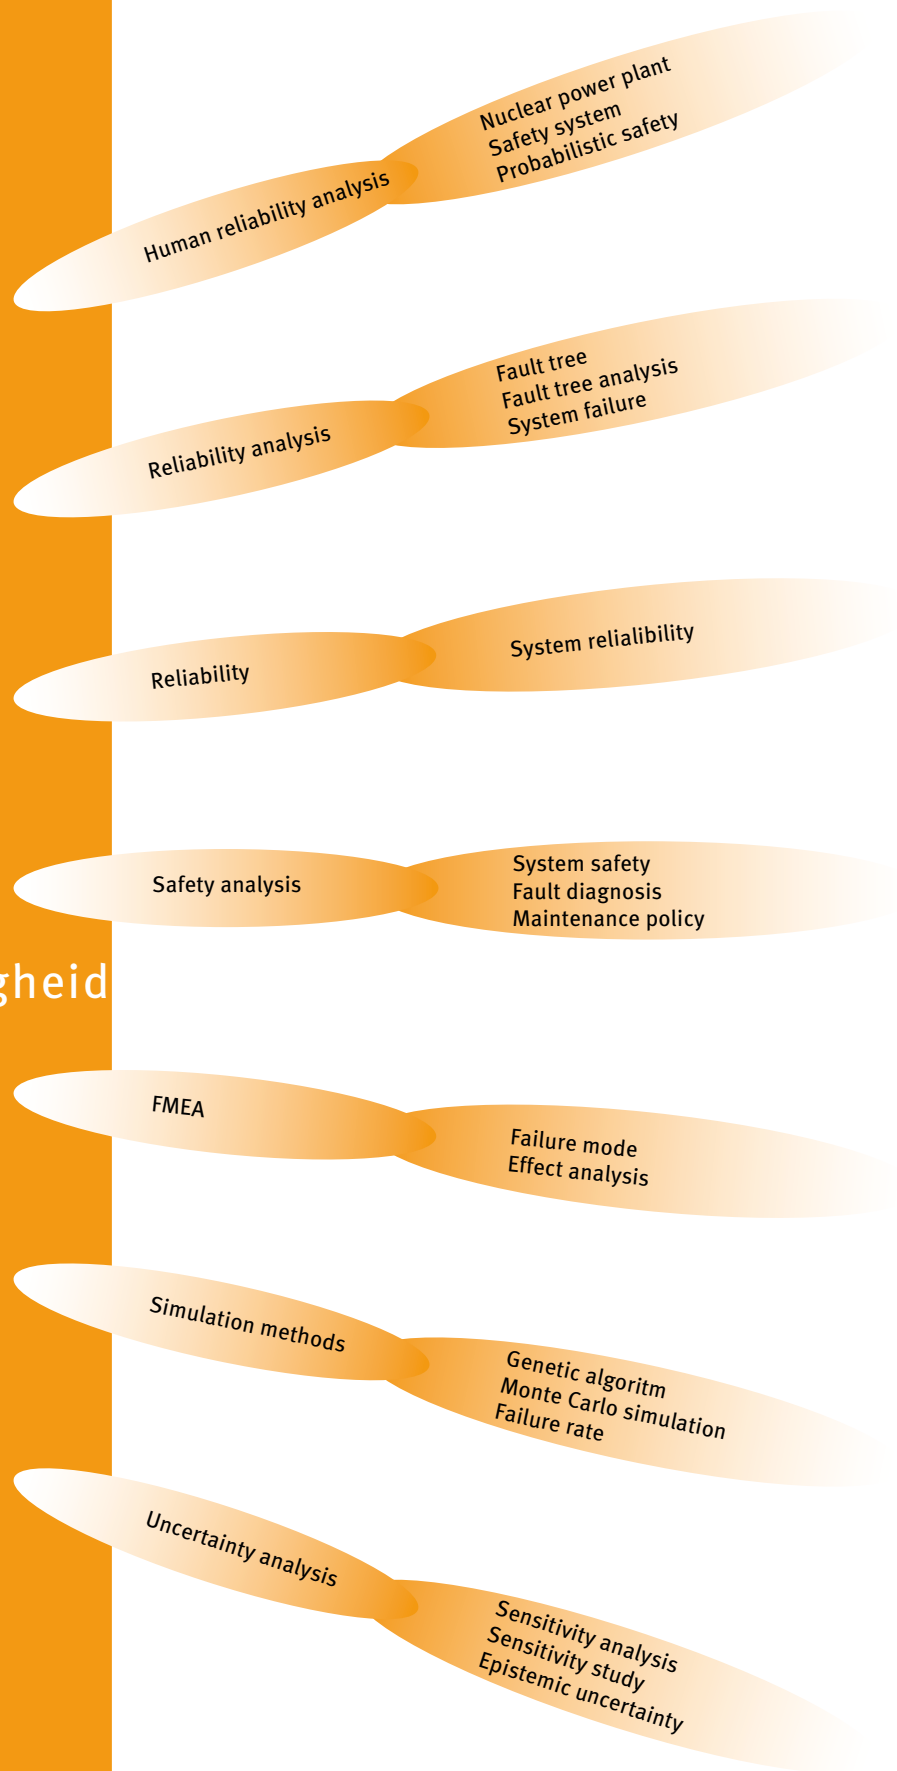 Nuclear power plant
Safety system
Probabilistic safety
Human reliability analysis
Fault tree
Fault tree analysis
System failure
Reliability analysis
System relialibility
Reliability
Safety analysis
System safety
Fault diagnosis
Maintenance policy
gheid
FMEA
Failure mode
Effect analysis
Simulation methods
Genetic algoritm
Monte Carlo simulation
Failure rate
Uncertainty analysis
Sensitivity analysis
Sensitivity study
Epistemic uncertainty